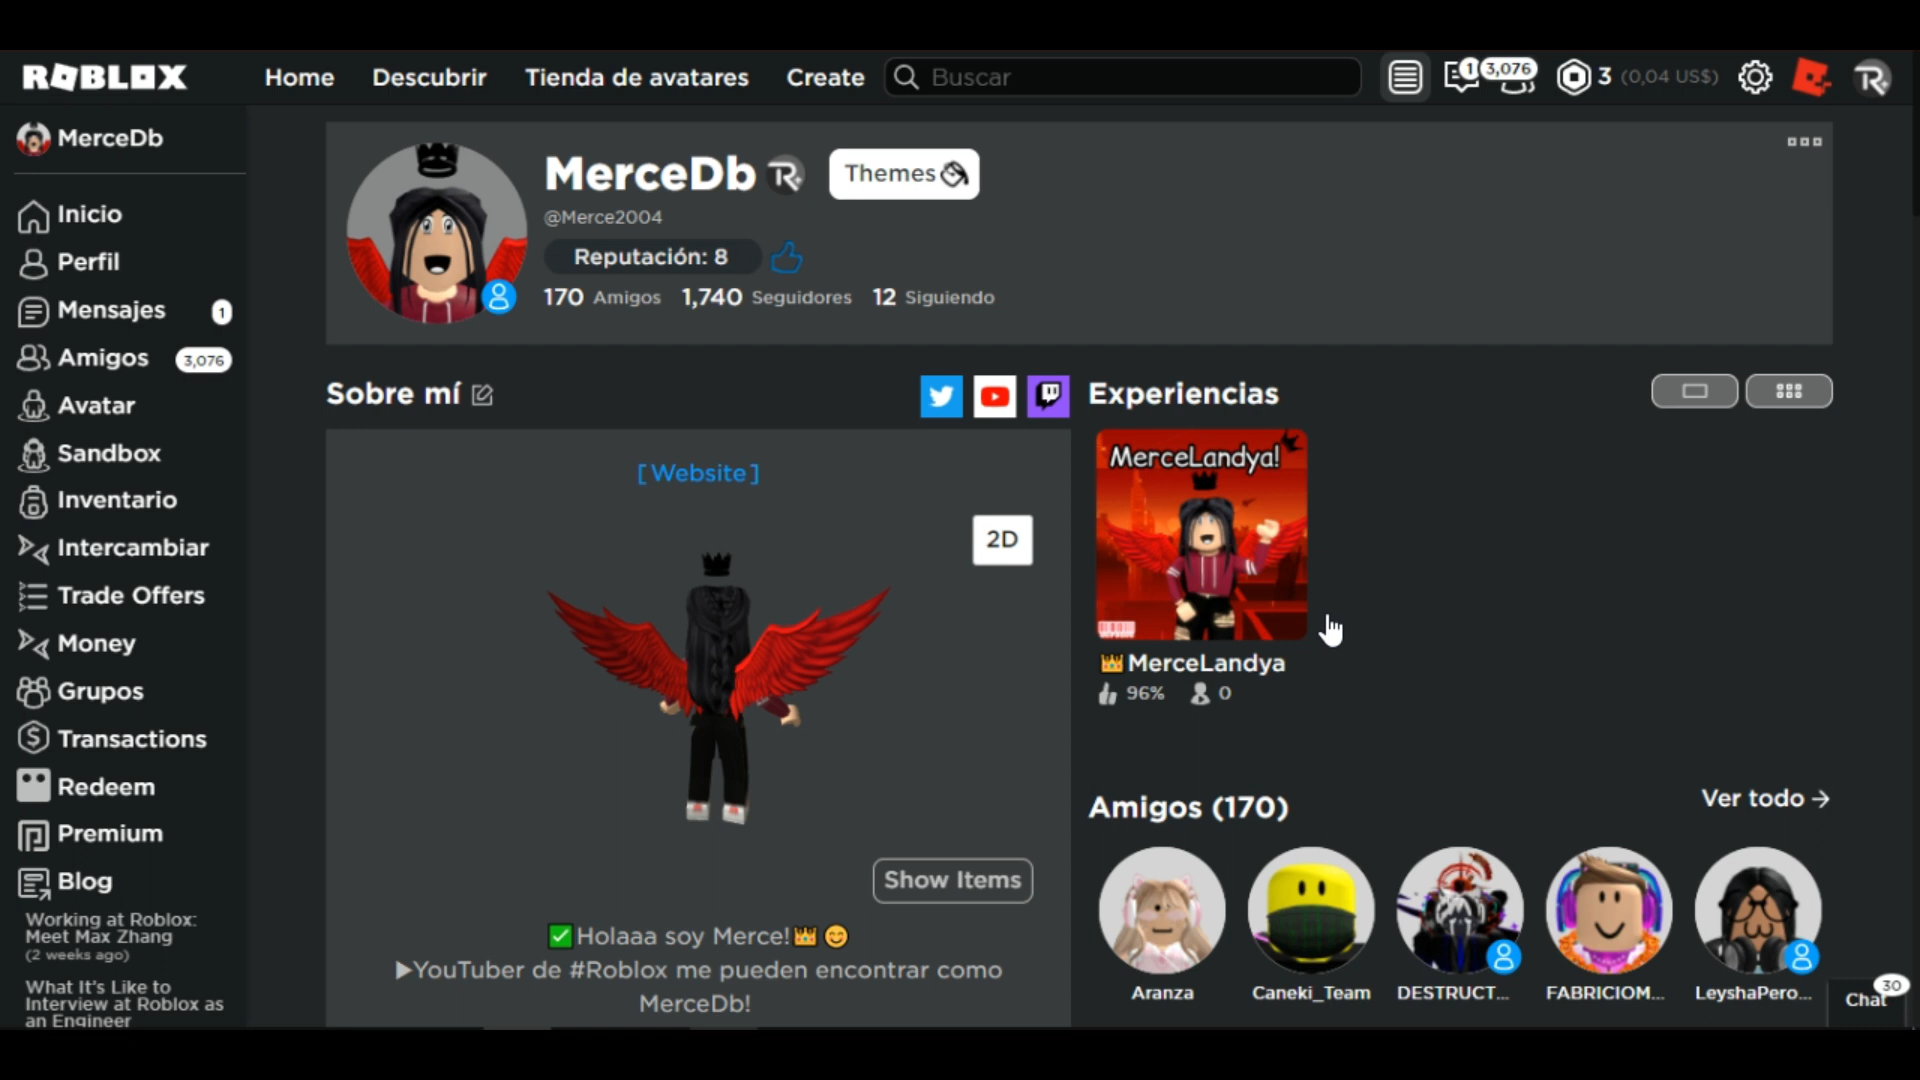 ROBLOX
Home
Descubrir
Tienda de avatares
Create
Buscar
1
3,076
3
(0,04 US$)
MerceDb
Inicio
Perfil
Mensajes
1
Amigos
3,076
Avatar
Sandbox
Inventario
Intercambiar
Trade Offers
Money
Grupos
Transactions
Redeem
Premium
Blog
Working at Roblox:
Meet Max Zhang
(2 weeks ago)
What It's Like to
Interview at Roblox as
an Engineer
MerceDb
Themes
@Merce2004
Reputación: 8
170 Amigos 1,740 Seguidores 12 Siguiendo
Sobre mí
[ Website ]
2D
Show Items
✅Holaaa soy Merce!👑 😊
▶YouTuber de #Roblox me pueden encontrar como
MerceDb!
Experiencias
MerceLandya!
👑MerceLandya
96% 0
Amigos (170)
Ver todo →
Aranza
Caneki_Team
DESTRUCT...
FABRICIOM...
LeyshaPero...
Chat
30